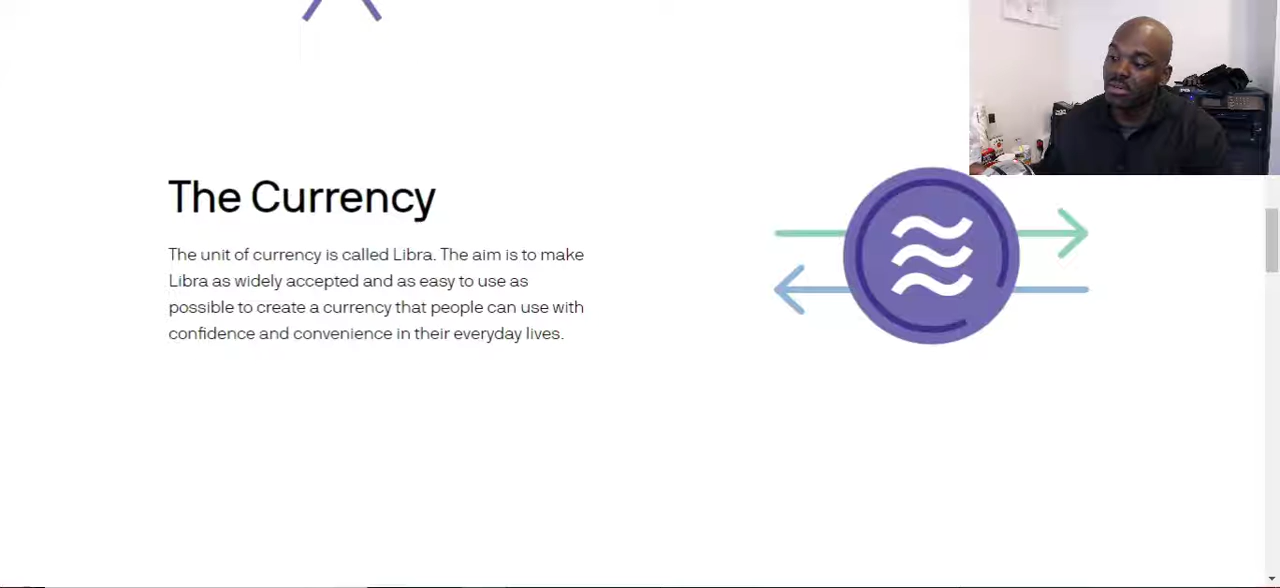 The Currency
The unit of currency is called Libra. The aim is to make
Libra as widely accepted and as easy to use as
possible to create a currency that people can use with
confidence and convenience in their everyday lives.